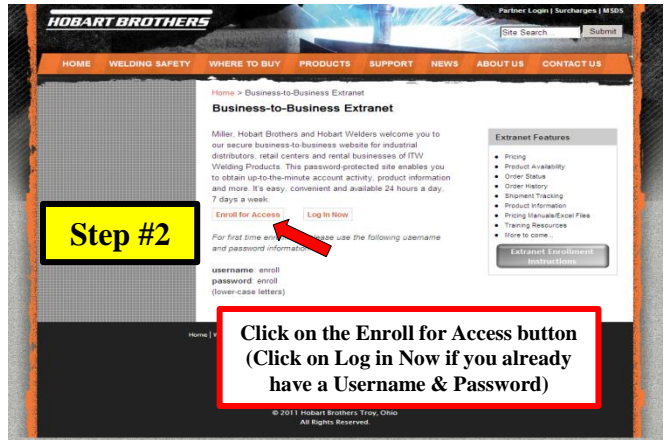 Partner Login | Surcharges | MSDS
HOBART BROTHERS
Site Search
Submit
HOME WELDING SAFETY WHERE TO BUY PRODUCTS SUPPORT NEWS ABOUT US CONTACT US
Home > Business-to-Business Extranet
Business-to-Business Extranet
Miller, Hobart Brothers and Hobart Welders welcome you to
our secure business-to-business website for industrial
distributors, retail centers and rental businesses of ITW
Welding Products. This password-protected site enables you
to obtain up-to-the-minute account activity, product information
and more. It's easy, convenient and available 24 hours a day,
7 days a week.
Enroll for Access
Log In Now
Step #2
For first time please use the following username
and password
username: enroll
password: enroll
(lower-case letters)
Extranet Features
Pricing
Product Availability
Order Status
Order History
Shipment Tracking
Product Information
Pricing Manuals/Excel Files
Training Resources
More to come...
Extranet Enrollment
Instructions
Home |
Click on the Enroll for Access button
(Click on Log in Now if you already
have a Username & Password)
© 2011 Hobart Brothers Troy, Ohio
All Rights Reserved.